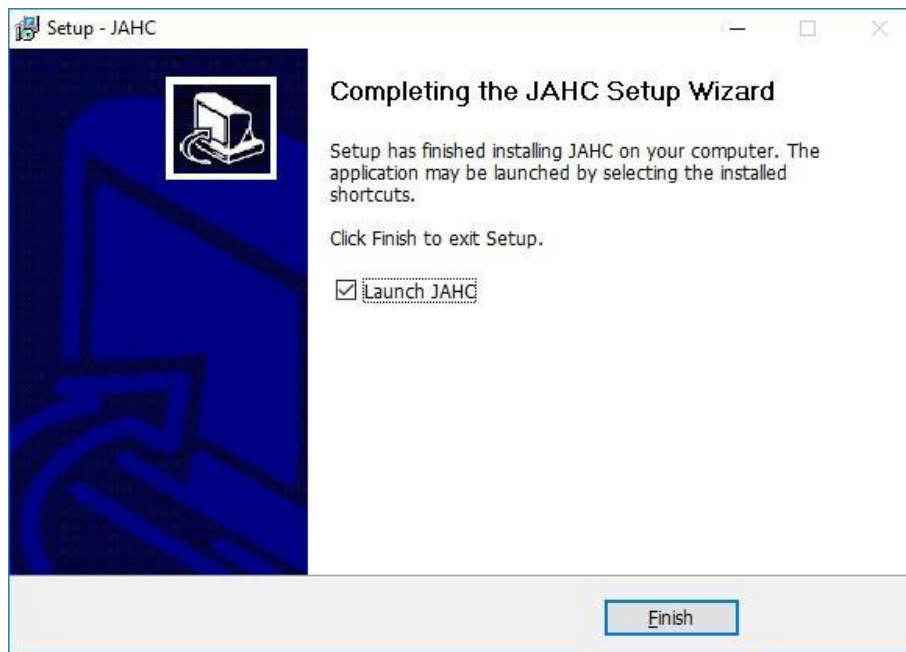 Setup - JAHC
Completing the JAHC Setup Wizard
Setup has finished installing JAHC on your computer. The
application may be launched by selecting the installed
shortcuts.
Click Finish to exit Setup.
Launch JAHC
Finish